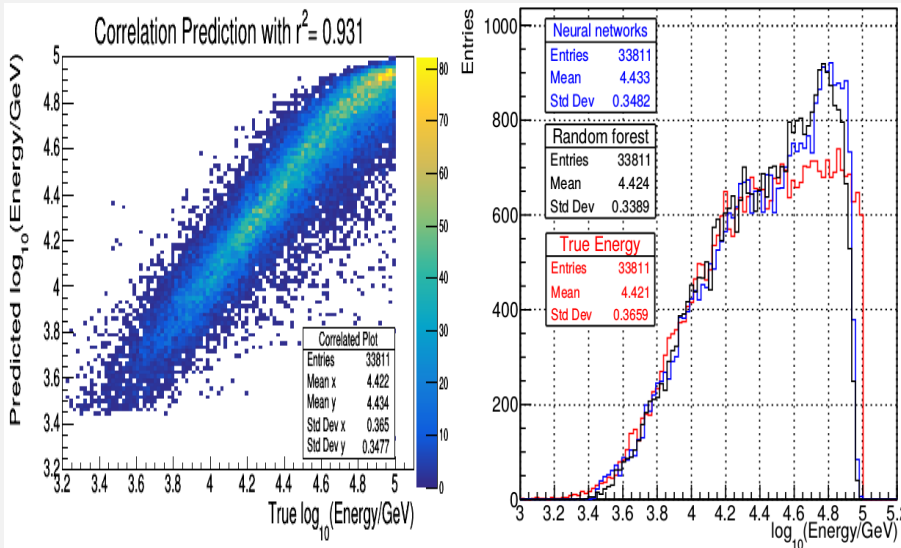 Correlation Prediction with r²= 0.931
Predicted log₁₀(Energy/GeV)
5
4.8
4.6
4.4
4.2
4
3.8
3.6
3.4
3.2
3.2 3.4 3.6 3.8 4 4.2 4.4 4.6 4.8 5
True log₁₀(Energy/GeV)
80
70
60
50
40
30
20
10
0
Correlated Plot
Entries 33811
Mean x 4.422
Mean y 4.434
Std Dev x 0.365
Std Dev y 0.3477
Entries
1000
800
600
400
200
0
Neural networks
Entries 33811
Mean 4.433
Std Dev 0.3482
Random forest
Entries 33811
Mean 4.424
Std Dev 0.3389
True Energy
Entries 33811
Mean 4.421
Std Dev 0.3659
3 3.2 3.4 3.6 3.8 4 4.2 4.4 4.6 4.8 5 5.2
log₁₀(Energy/GeV)